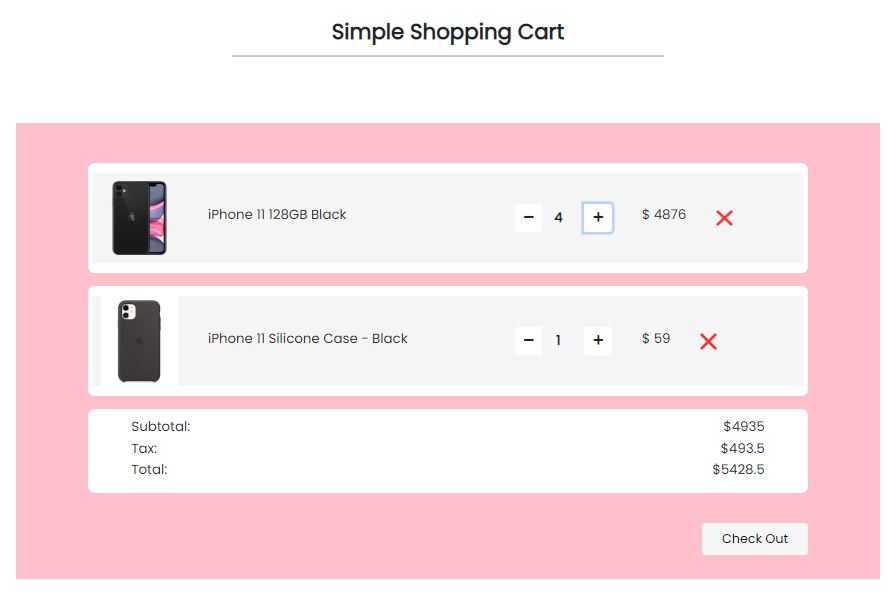 Simple Shopping Cart
iPhone 11 128GB Black − 4 + $ 4876
iPhone 11 Silicone Case - Black − 1 + $ 59
Subtotal: $4935
Tax: $493.5
Total: $5428.5
Check Out